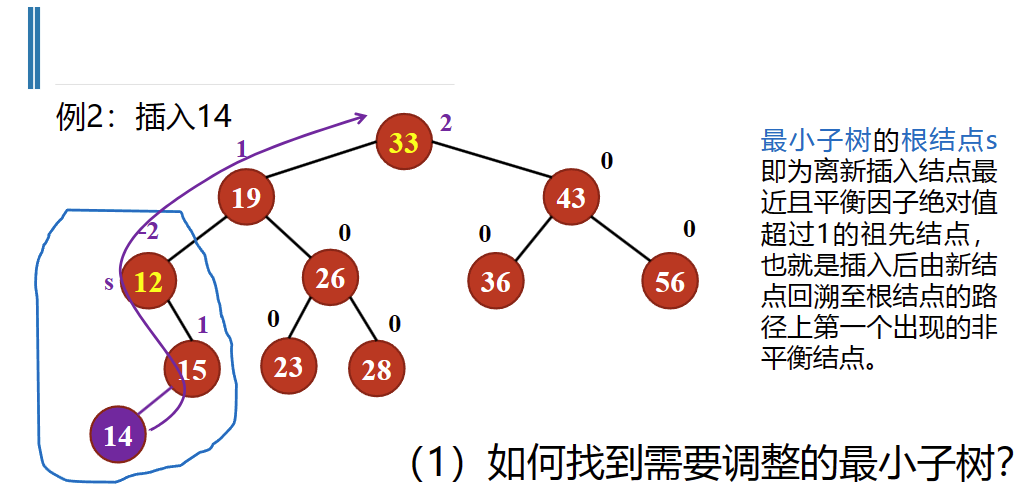 例2：插入14
33
2
1
19
0
43
-2
s
12
0
26
0
36
0
56
1
15
0
23
0
28
14
最小子树的根结点s
即为离新插入结点最
近且平衡因子绝对值
超过1的祖先结点，
也就是插入后由新结
点回溯至根结点的路
径上第一个出现的非
平衡结点。
（1）如何找到需要调整的最小子树？